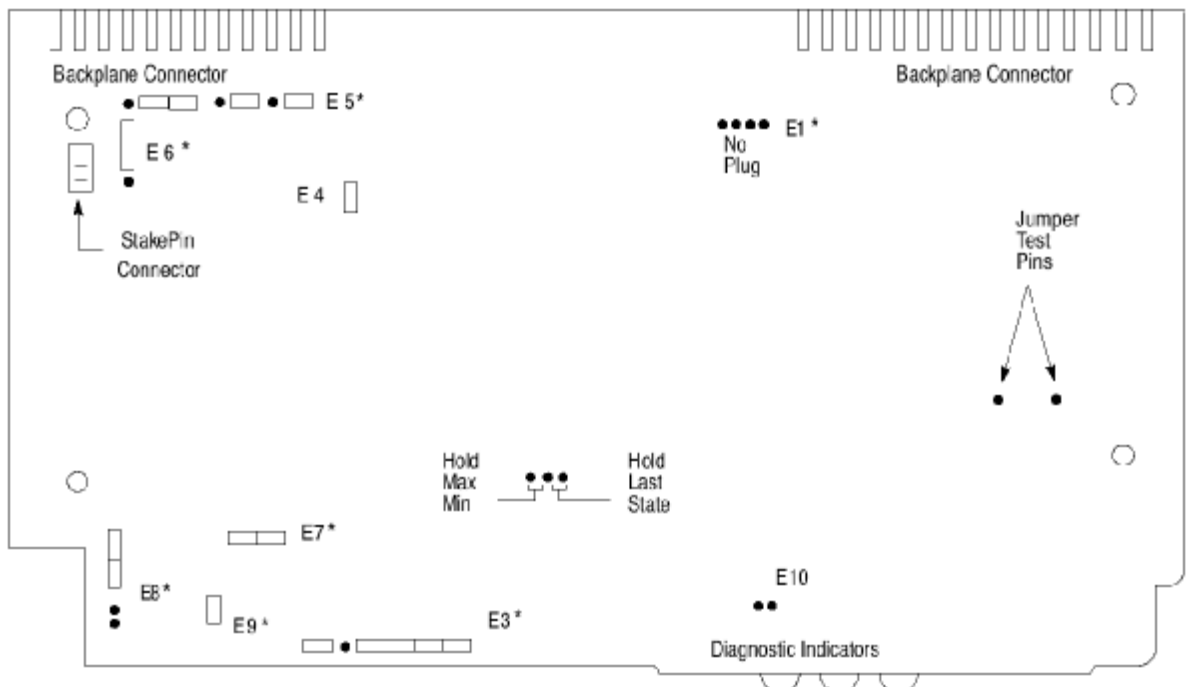 Backplane Connector
Backplane Connector
E 5*
E1 *
No
Plug
E 6 *
E 4
StakePin
Connector
Jumper
Test
Pins
Hold
Max
Min
Hold
Last
State
E7*
E8*
E9*
E3*
E10
Diagnostic Indicators